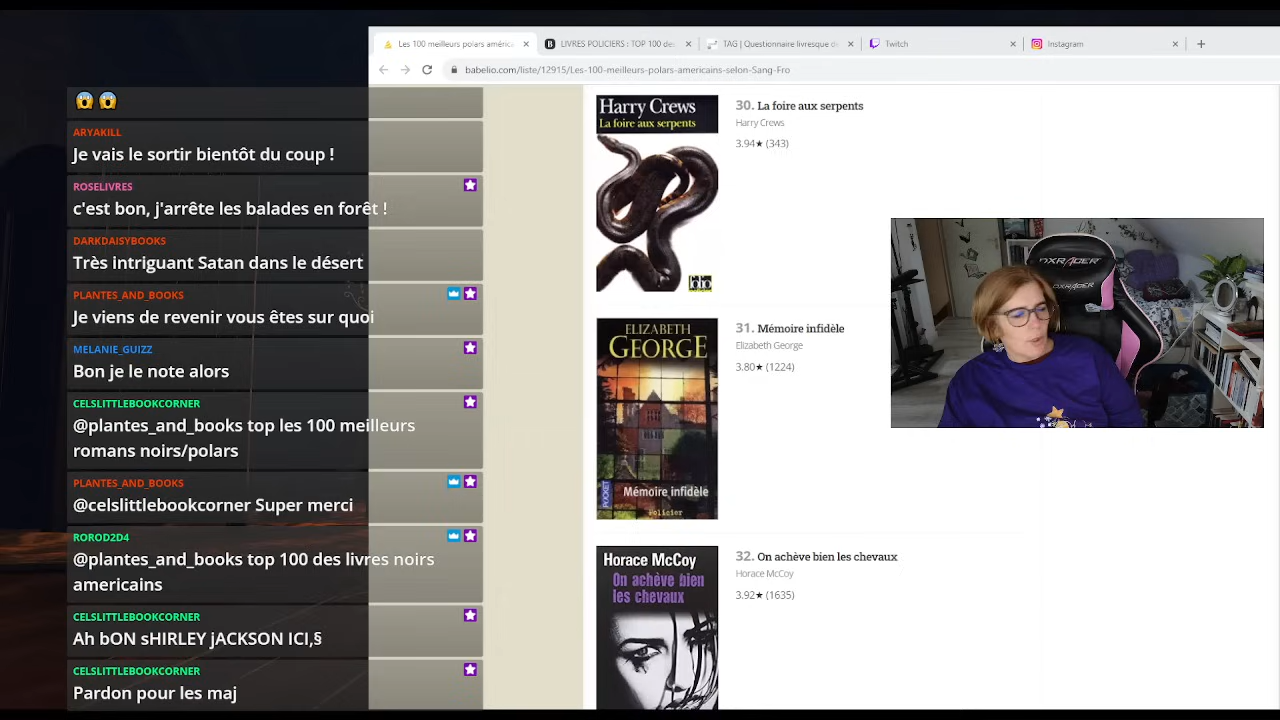 Les 100 meilleurs polars américa
LIVRES POLICIERS : TOP 100 des
TAG | Questionnaire livresque d
Twitch
Instagram
babelio.com/liste/12915/Les-100-meilleurs-polars-americains-selon-Sang-Fro
ARYAKILL
Je vais le sortir bientôt du coup !
ROSELIVRES
c'est bon, j'arrête les balades en forêt !
DARKDAISYBOOKS
Très intriguant Satan dans le désert
PLANTES_AND_BOOKS
Je viens de revenir vous êtes sur quoi
MELANIE_GUIZZ
Bon je le note alors
CELSLITTLEBOOKCORNER
@plantes_and_books top les 100 meilleurs
romans noirs/polars
PLANTES_AND_BOOKS
@celslittlebookcorner Super merci
ROROD2D4
@plantes_and_books top 100 des livres noirs
americains
CELSLITTLEBOOKCORNER
Ah bON sHIRLEY jACKSON ICI,§
CELSLITTLEBOOKCORNER
Pardon pour les maj
Harry Crews
La foire aux serpents
folio
30. La foire aux serpents
Harry Crews
3.94★ (343)
ELIZABETH
GEORGE
POCKET
Mémoire infidèle
Policier
31. Mémoire infidèle
Elizabeth George
3.80★ (1224)
Horace McCoy
On achève bien
les chevaux
32. On achève bien les chevaux
Horace McCoy
3.92★ (1635)
DXRACER
DXRACER